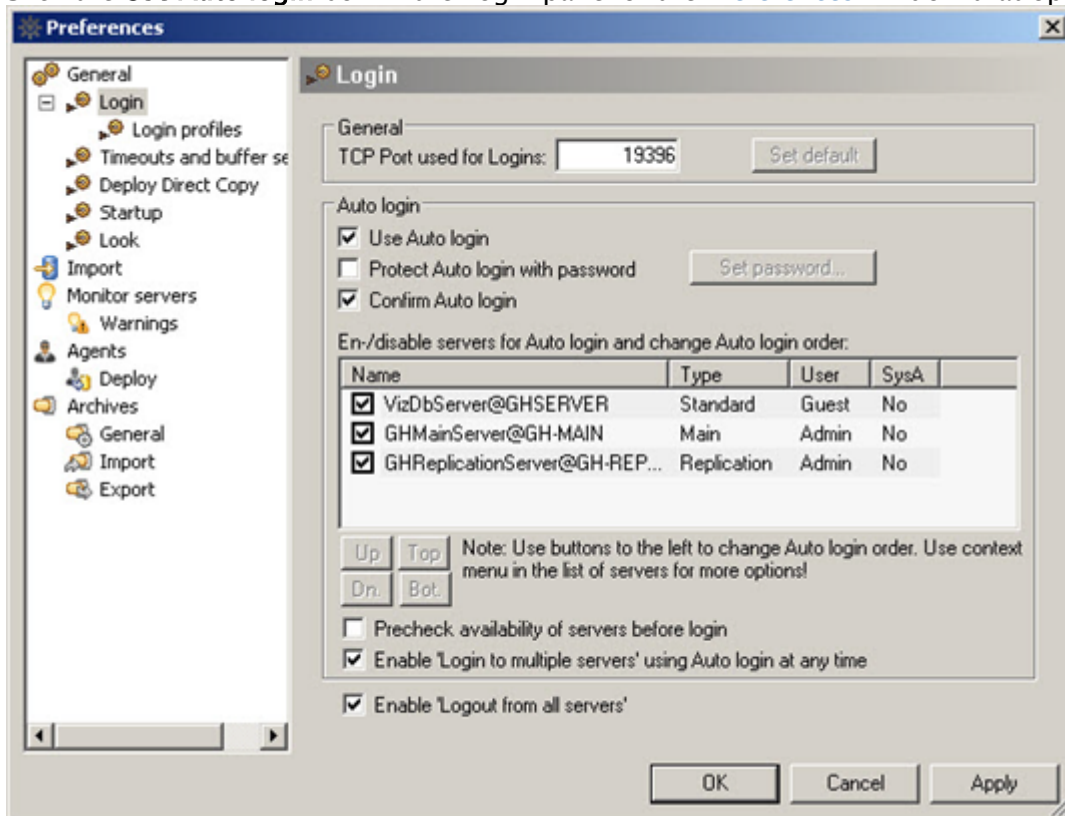 Preferences
General
Login
Login profiles
Timeouts and buffer se
Deploy Direct Copy
Startup
Look
Import
Monitor servers
Warnings
Agents
Deploy
Archives
General
Import
Export
Login
General
TCP Port used for Logins: 19396 Set default
Auto login
Use Auto login
Protect Auto login with password Set password...
Confirm Auto login
En-/disable servers for Auto login and change Auto login order:
Name Type User SysA
VizDbServer@GHSERVER Standard Guest No
GHMainServer@GH-MAIN Main Admin No
GHReplicationServer@GH-REP... Replication Admin No
Up Top
Dn. Bot.
Note: Use buttons to the left to change Auto login order. Use context
menu in the list of servers for more options!
Precheck availability of servers before login
Enable 'Login to multiple servers' using Auto login at any time
Enable 'Logout from all servers'
OK Cancel Apply